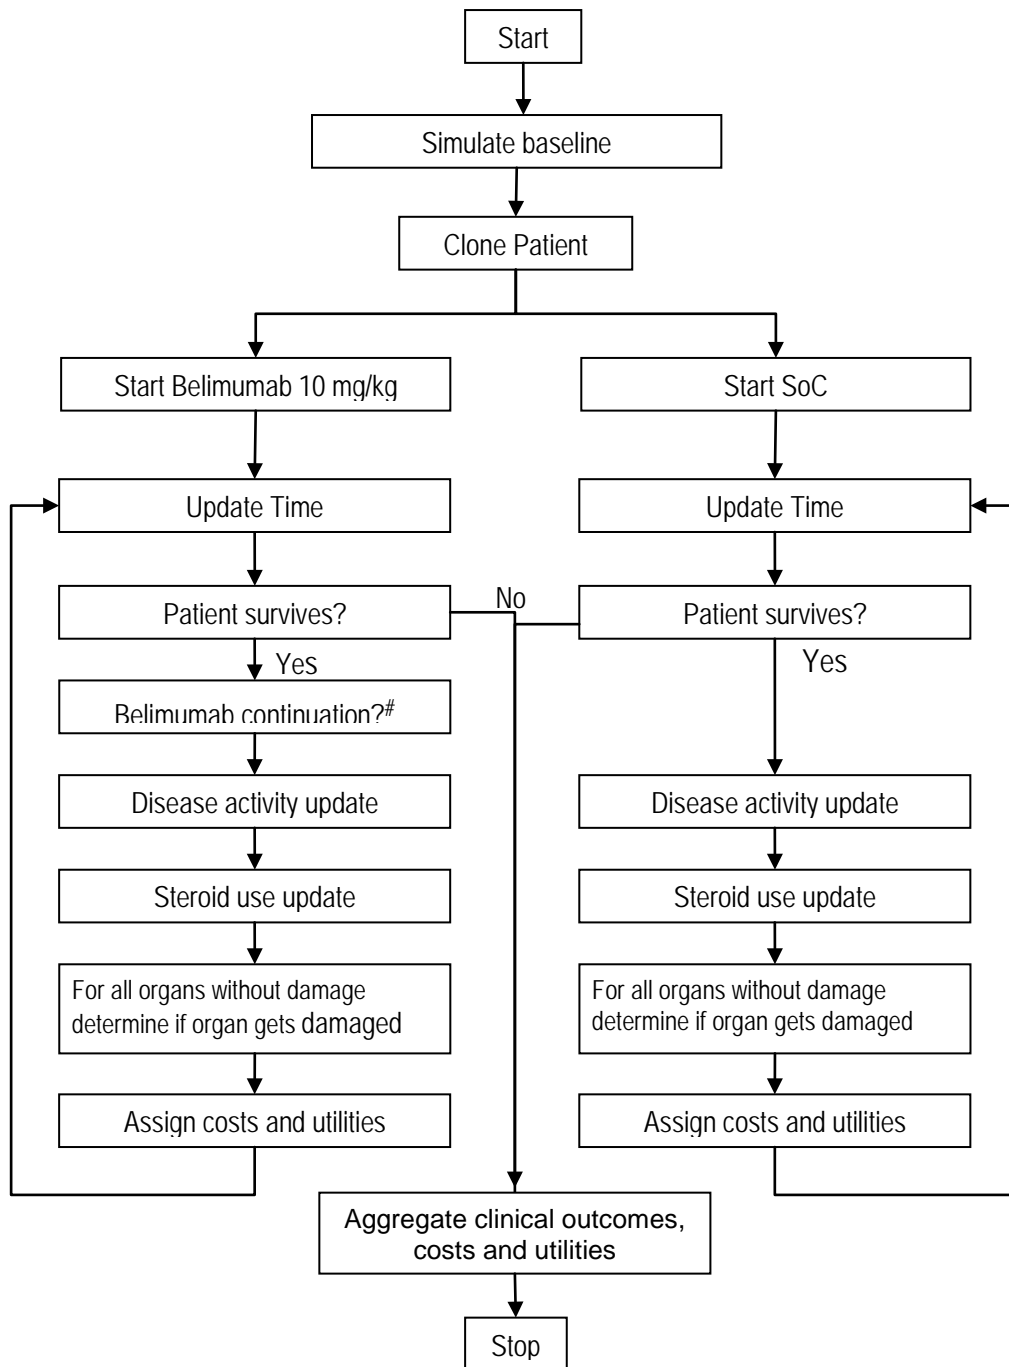 Start
Simulate baseline
Clone Patient
Start Belimumab 10 mg/kg
Start SoC
Update Time
Update Time
Patient survives?
No
Patient survives?
Yes
Yes
Belimumab continuation?#
Disease activity update
Disease activity update
Steroid use update
Steroid use update
For all organs without damage
determine if organ gets damaged
For all organs without damage
determine if organ gets damaged
Assign costs and utilities
Assign costs and utilities
Aggregate clinical outcomes,
costs and utilities
Stop